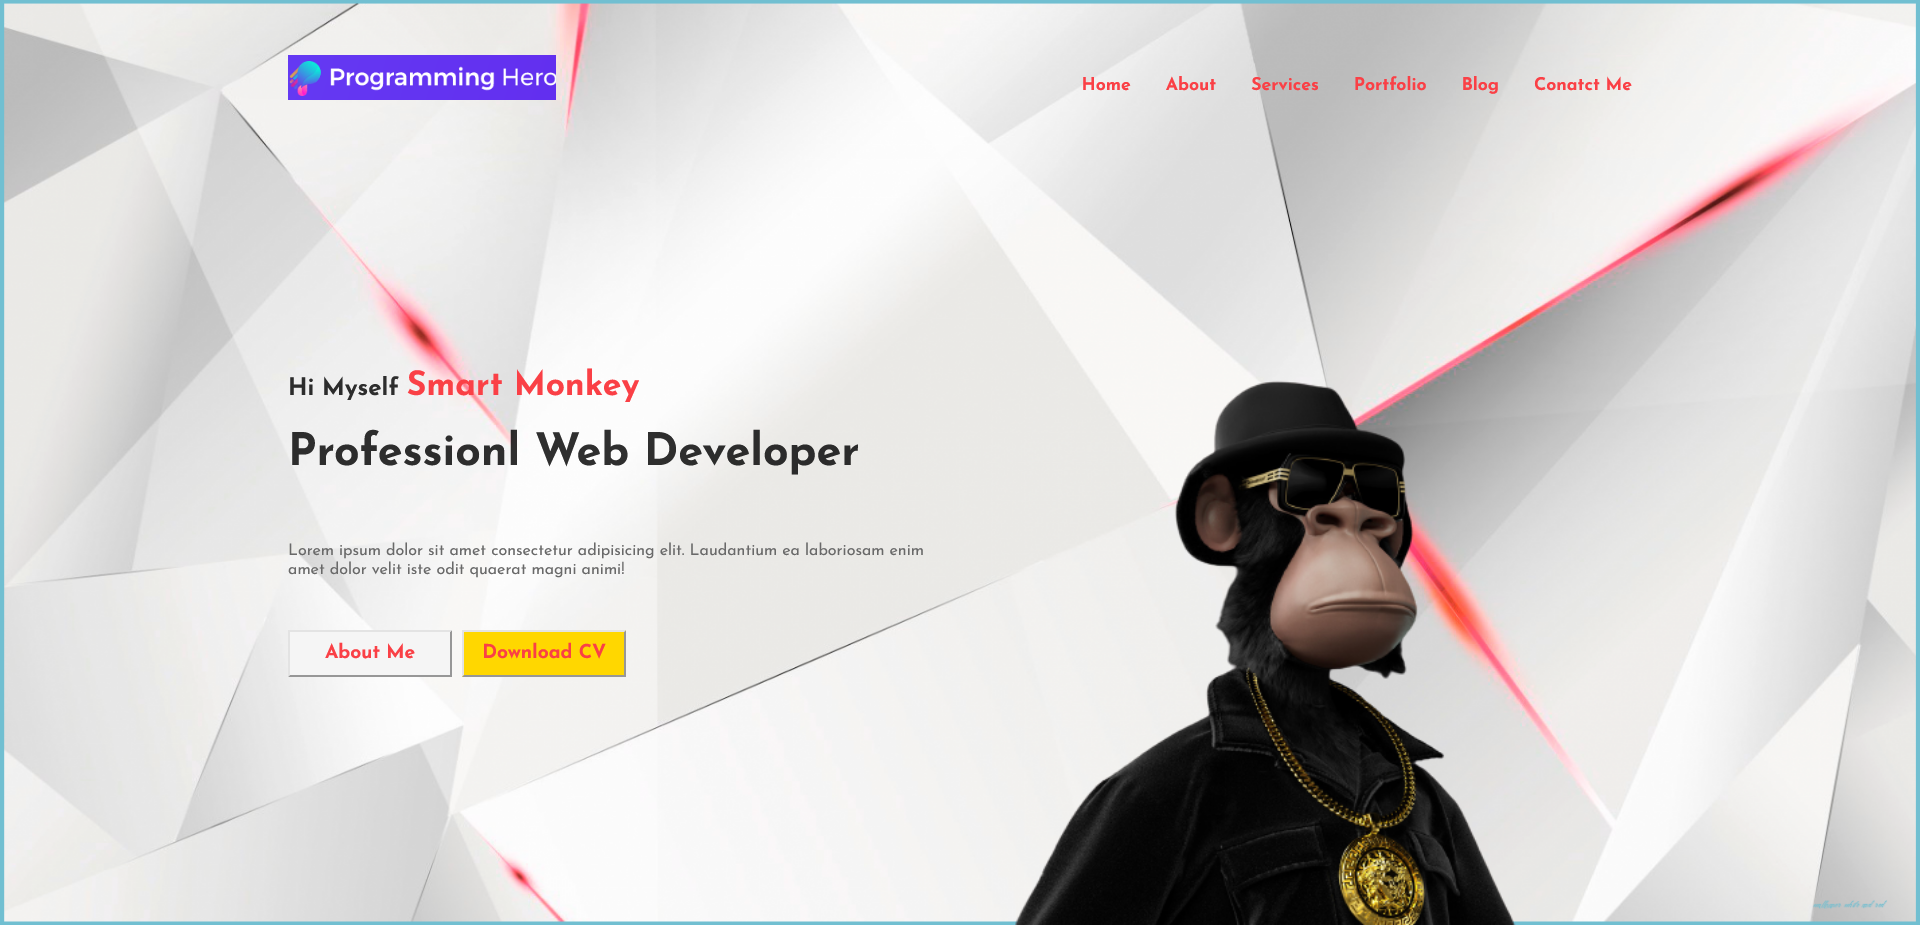 Programming Hero
Home About Services Portfolio Blog Conatct Me
Hi Myself Smart Monkey
Professionl Web Developer
Lorem ipsum dolor sit amet consectetur adipisicing elit. Laudantium ea laboriosam enim
amet dolor velit iste odit quaerat magni animi!
About Me Download CV